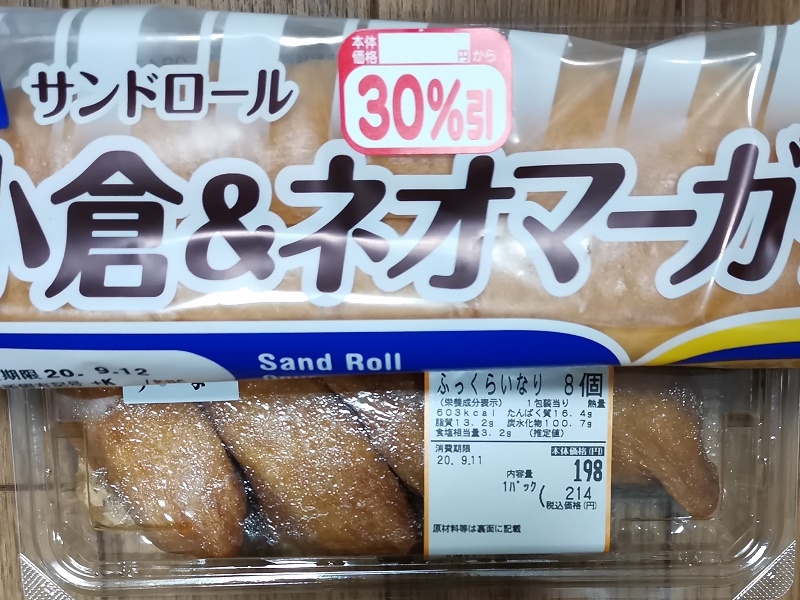 本体価格 円から
30%引
サンドロール
小倉&ネオマーガ
期限 20. 9.12
+K
Sand Roll
ふっくらいなり 8個
(栄養成分表示) 1包装当り 熱量
603kcal たんぱく質16.4g
脂質13.2g 炭水化物100.7g
食塩相当量3.2g (推定値)
消費期限
20. 9.11
本体価格(円)
198
内容量
1パック
( 214
税込価格(円)
原材料等は裏面に記載